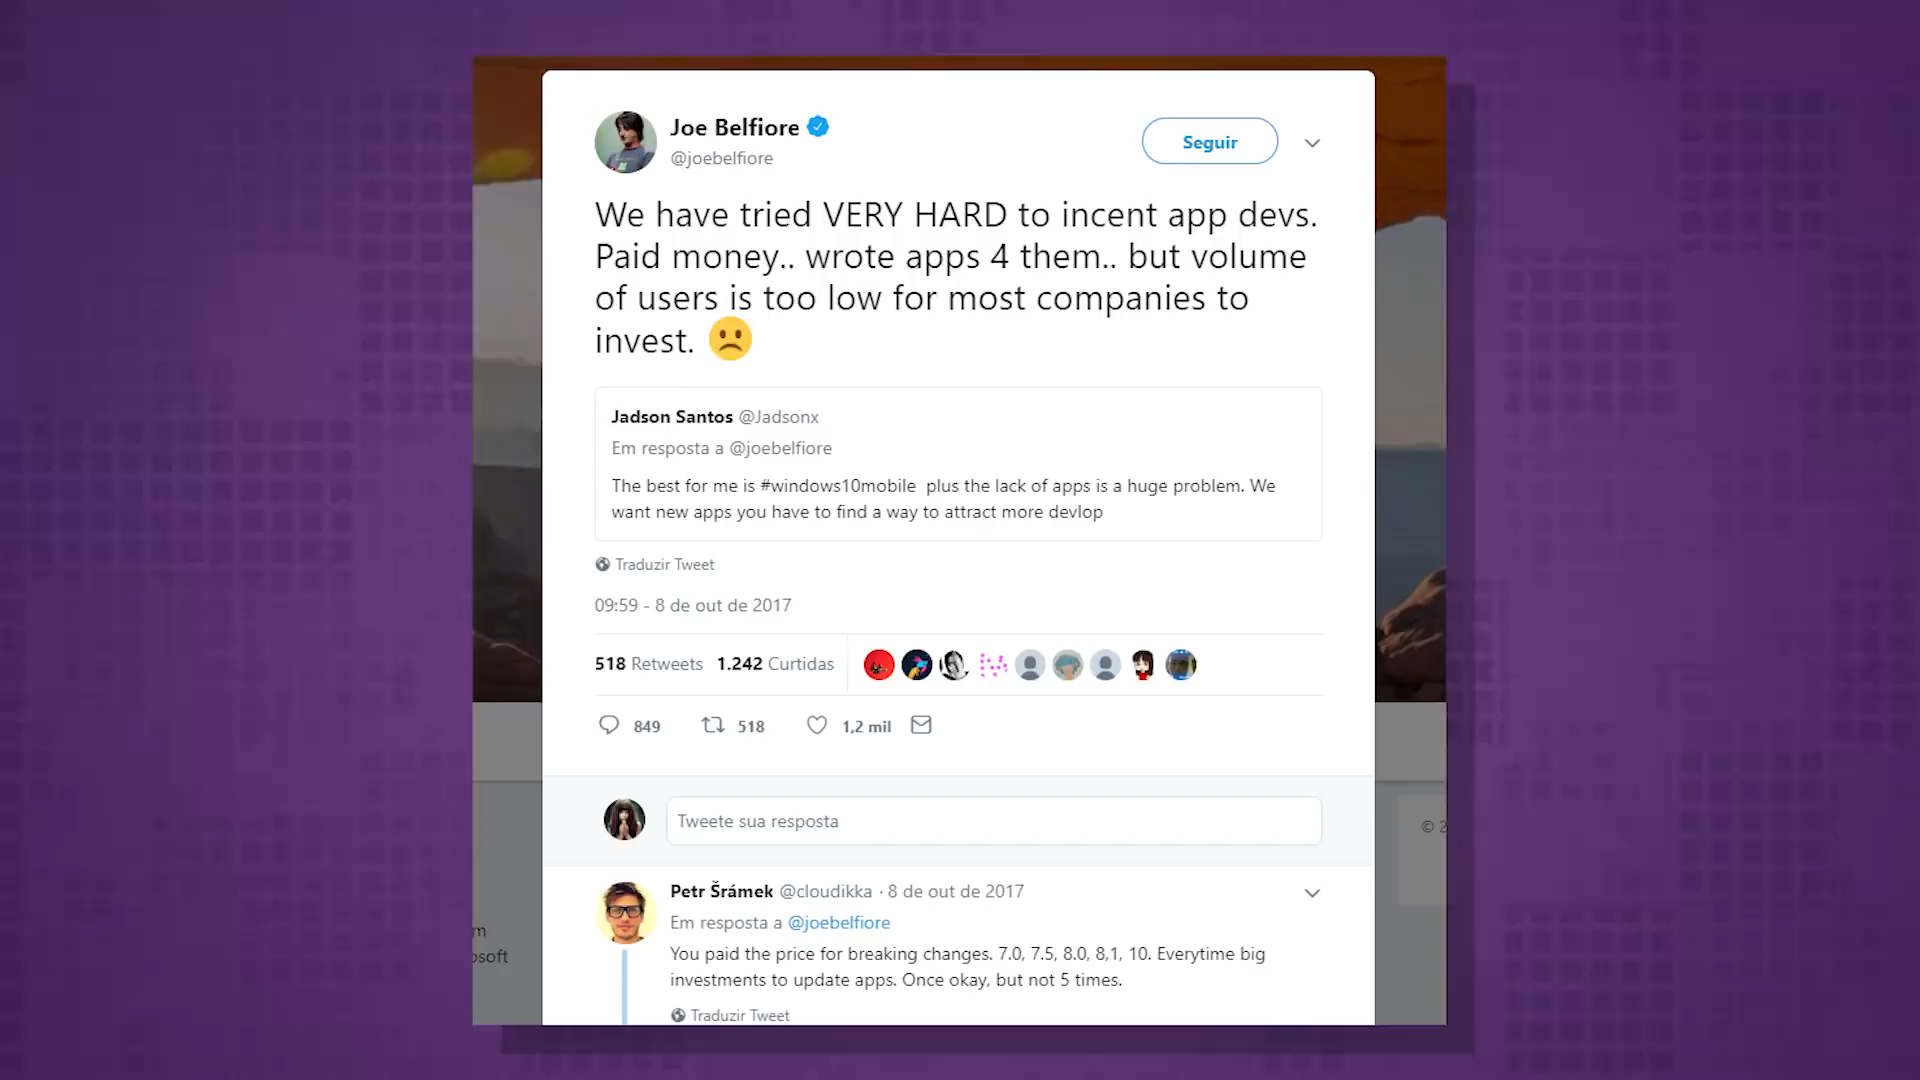 Joe Belfiore
@joebelfiore
Seguir
We have tried VERY HARD to incent app devs.
Paid money.. wrote apps 4 them.. but volume
of users is too low for most companies to
invest. 🙁
Jadson Santos @Jadsonx
Em resposta a @joebelfiore
The best for me is #windows10mobile plus the lack of apps is a huge problem. We
want new apps you have to find a way to attract more devlop
Traduzir Tweet
09:59 - 8 de out de 2017
518 Retweets 1.242 Curtidas
849 518 1,2 mil
Tweete sua resposta
© 2
Petr Šrámek @cloudikka · 8 de out de 2017
Em resposta a @joebelfiore
m
osoft
You paid the price for breaking changes. 7.0, 7.5, 8.0, 8,1, 10. Everytime big
investments to update apps. Once okay, but not 5 times.
Traduzir Tweet